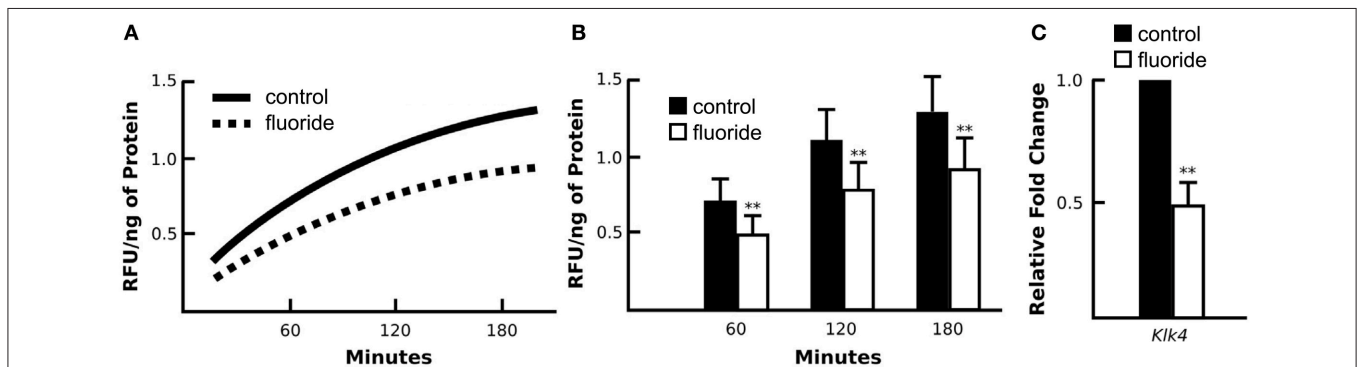 A
RFU/ng of Protein
1.5
1.0
0.5
control
fluoride
60 120 180
Minutes
B
RFU/ng of Protein
1.5
1.0
0.5
control
fluoride
**
**
**
60 120 180
Minutes
C
control
fluoride
Relative Fold Change
1.0
0.5
**
Klk4